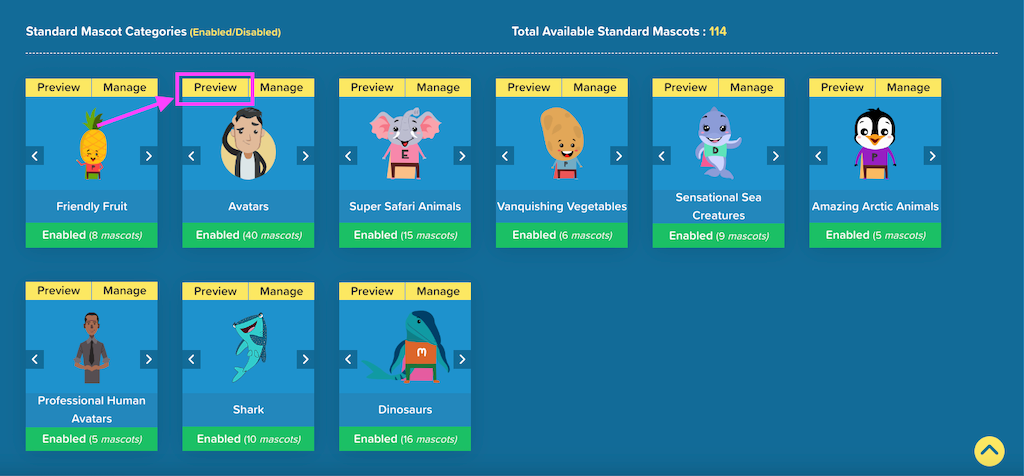 Standard Mascot Categories (Enabled/Disabled)
Total Available Standard Mascots : 114
Preview Manage
Preview Manage
Preview Manage
Preview Manage
Preview Manage
Preview Manage
P
E
P
D
P
Friendly Fruit
Avatars
Super Safari Animals
Vanquishing Vegetables
Sensational Sea
Creatures
Amazing Arctic Animals
Enabled (8 mascots)
Enabled (40 mascots)
Enabled (15 mascots)
Enabled (6 mascots)
Enabled (9 mascots)
Enabled (5 mascots)
Preview Manage
Preview Manage
Preview Manage
m
Professional Human
Avatars
Shark
Dinosaurs
Enabled (5 mascots)
Enabled (10 mascots)
Enabled (16 mascots)